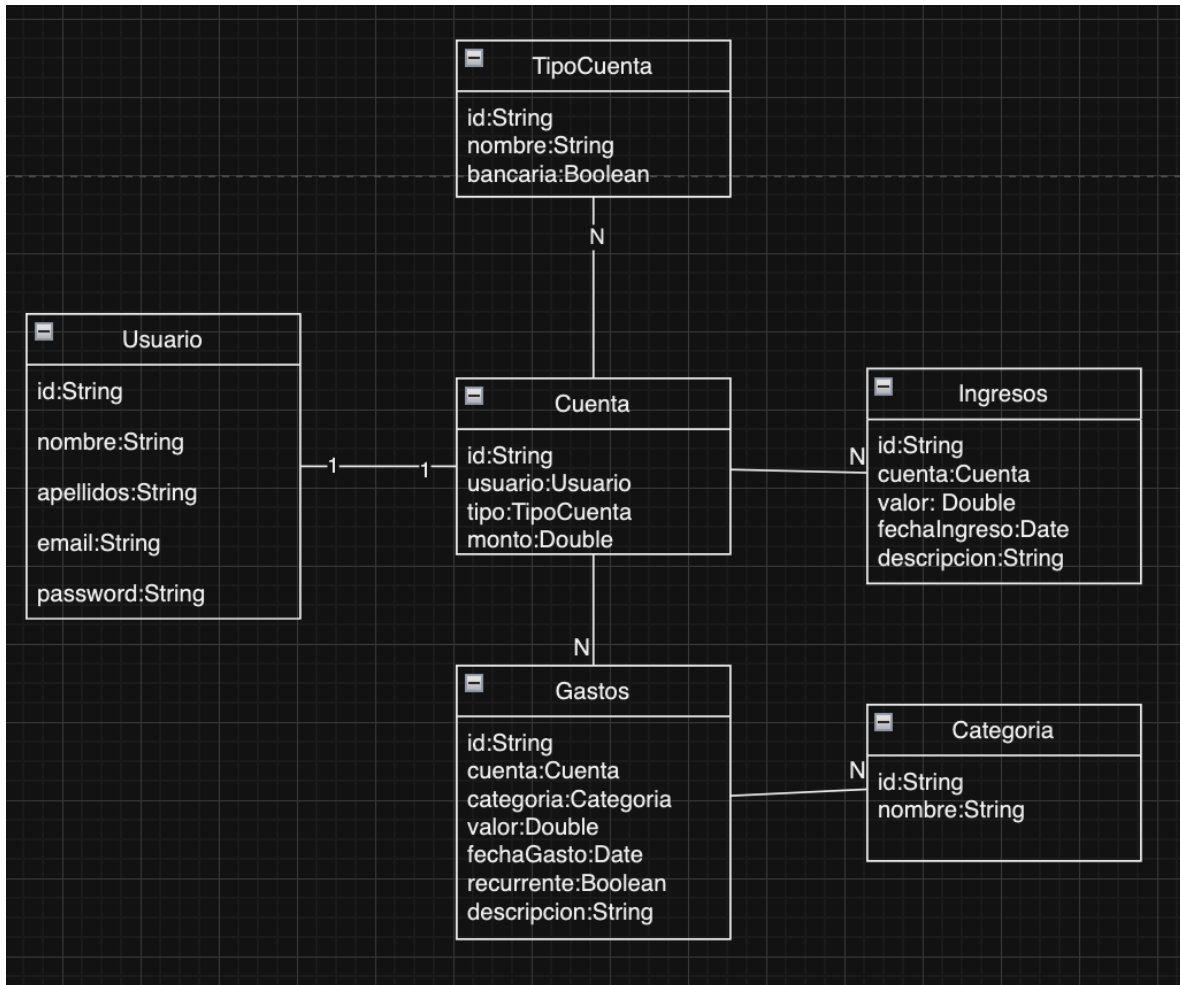 TipoCuenta
id:String
nombre:String
bancaria:Boolean
N
Usuario
id:String
nombre:String
apellidos:String
email:String
password:String
1
1
Cuenta
id:String
usuario:Usuario
tipo:TipoCuenta
monto:Double
N
Ingresos
id:String
cuenta:Cuenta
valor: Double
fechaIngreso:Date
descripcion:String
N
Gastos
id:String
cuenta:Cuenta
categoria:Categoria
valor:Double
fechaGasto:Date
recurrente:Boolean
descripcion:String
N
Categoria
id:String
nombre:String